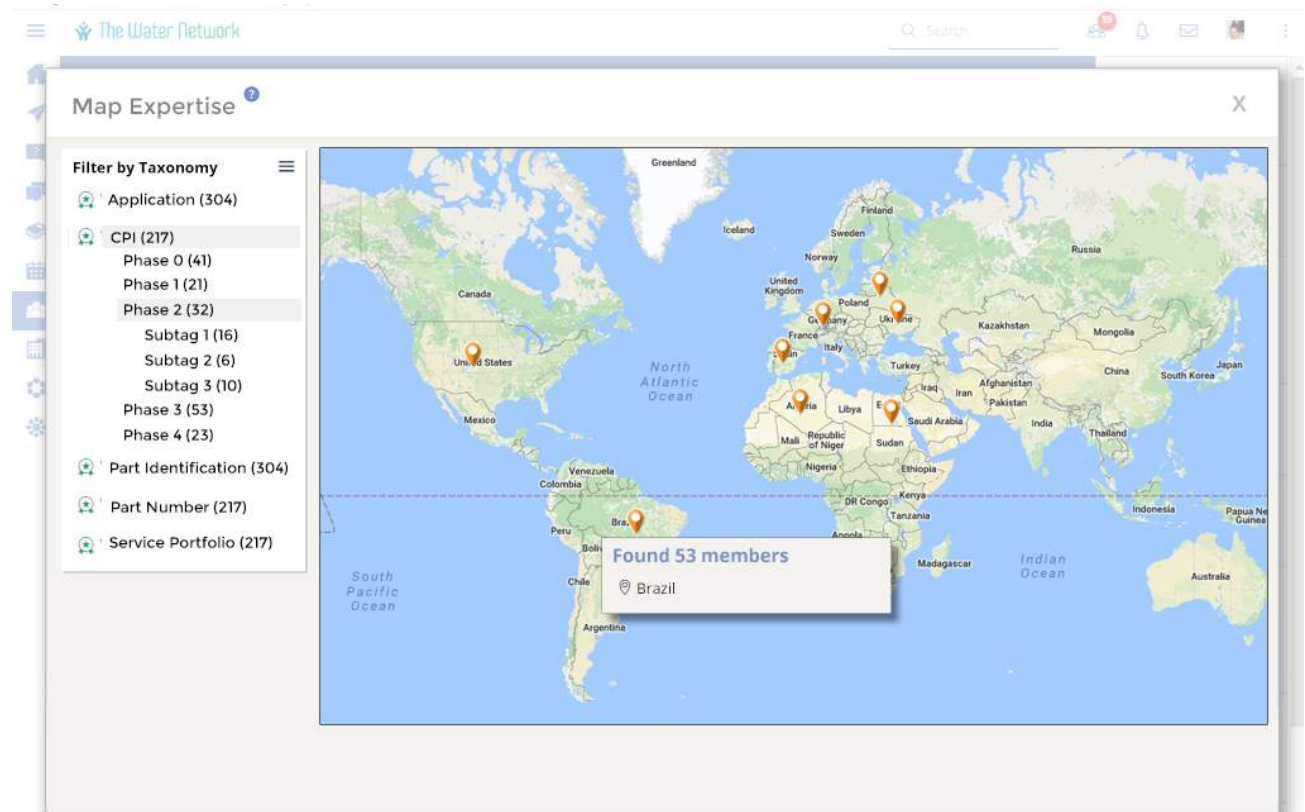 The Water Network
Search
Map Expertise ?
X
Filter by Taxonomy
Application (304)
CPI (217)
Phase 0 (41)
Phase 1 (21)
Phase 2 (32)
Subtag 1 (16)
Subtag 2 (6)
Subtag 3 (10)
Phase 3 (53)
Phase 4 (23)
Part Identification (304)
Part Number (217)
Service Portfolio (217)
Greenland
Iceland
Finland
Sweden
Norway
Russia
United
Kingdom
Canada
Poland
Germany
Ukraine
France
Kazakhstan
Mongolia
Spain
Italy
United States
North
Atlantic
Ocean
Turkey
China
Japan
South Korea
Iraq
Iran
Afghanistan
Pakistan
Algeria
Libya
Saudi Arabia
India
Mexico
Thailand
Mali
Republic
of Niger
Sudan
Venezuela
Nigeria
Ethiopia
Colombia
DR Congo
Kenya
Indonesia
Papua New
Guinea
Tanzania
Peru
Angola
Found 53 members
Brazil
Madagascar
Indian
Ocean
South
Pacific
Ocean
Chile
Australia
Argentina